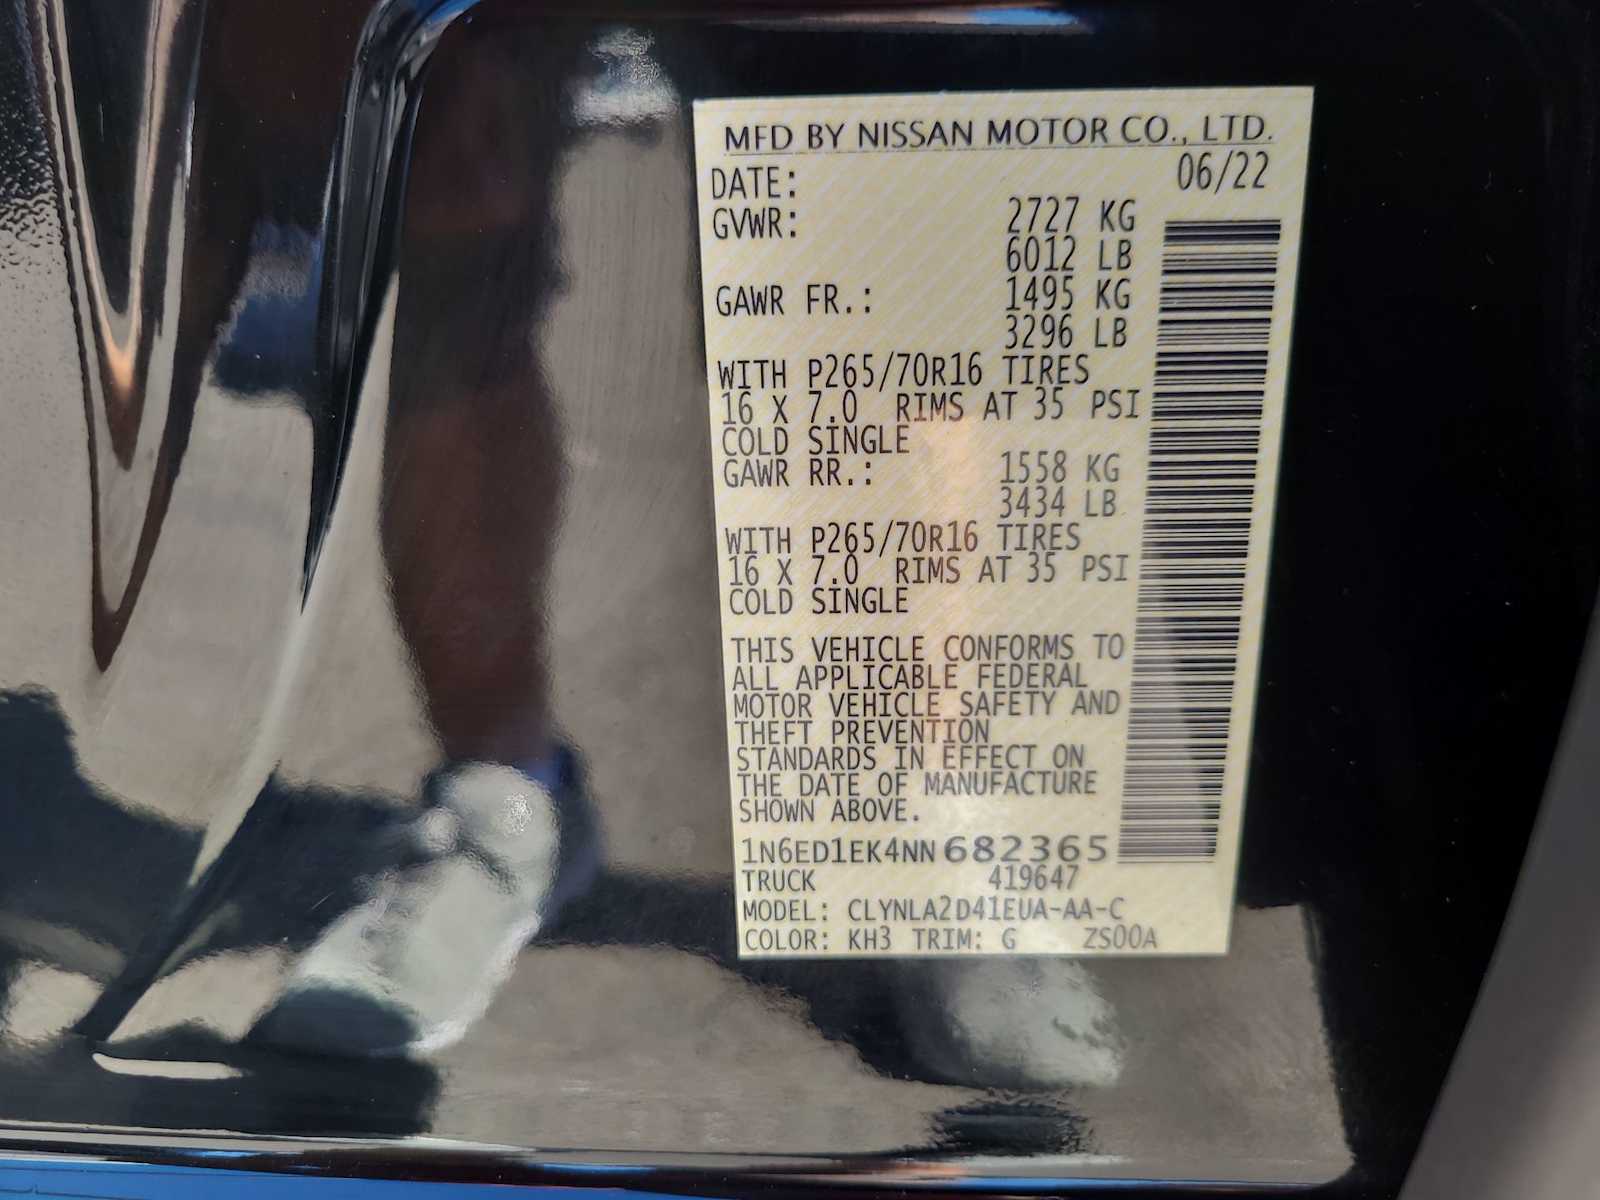 MFD BY NISSAN MOTOR CO., LTD.
DATE: 06/22
GVWR: 2727 KG
6012 LB
GAWR FR.: 1495 KG
3296 LB
WITH P265/70R16 TIRES
16 X 7.0 RIMS AT 35 PSI
COLD SINGLE
GAWR RR.: 1558 KG
3434 LB
WITH P265/70R16 TIRES
16 X 7.0 RIMS AT 35 PSI
COLD SINGLE
THIS VEHICLE CONFORMS TO
ALL APPLICABLE FEDERAL
MOTOR VEHICLE SAFETY AND
THEFT PREVENTION
STANDARDS IN EFFECT ON
THE DATE OF MANUFACTURE
SHOWN ABOVE.
1N6ED1EK4NN682365
TRUCK 419647
MODEL: CLYNLA2D41EUA-AA-C
COLOR: KH3 TRIM: G ZS00A